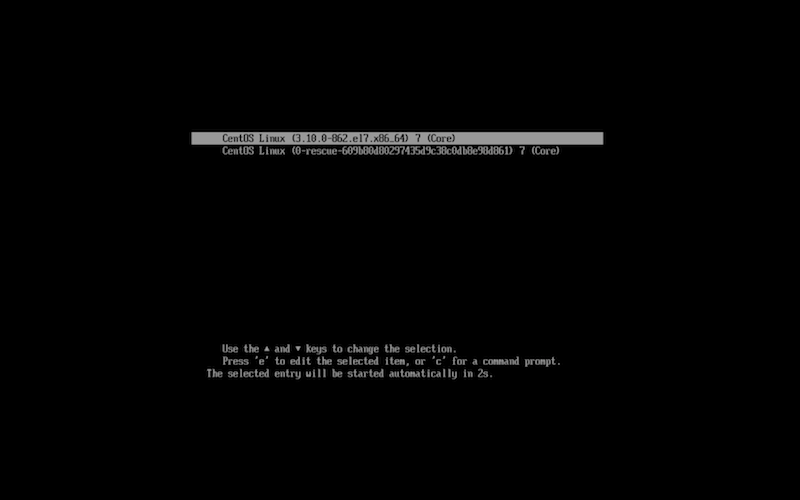 CentOS Linux (3.10.0-862.el7.x86_64) 7 (Core)
CentOS Linux (0-rescue-609b80d80297435d9c38c0db8e98d861) 7 (Core)
Use the ▲ and ▼ keys to change the selection.
Press 'e' to edit the selected item, or 'c' for a command prompt.
The selected entry will be started automatically in 2s.